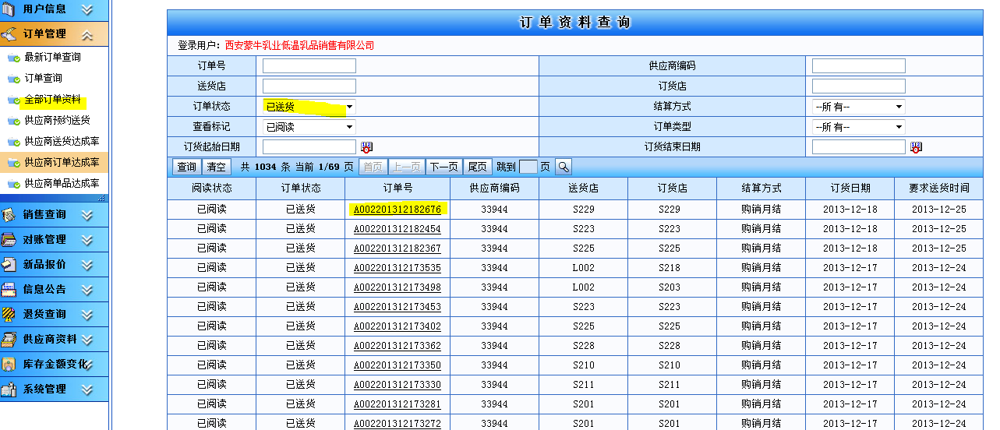 用户信息
订单管理
最新订单查询
订单查询
全部订单资料
供应商预约送货
供应商送货达成率
供应商订单达成率
供应商单品达成率
销售查询
对账管理
新品报价
信息公告
退货查询
供应商资料
库存金额变化
系统管理
订单资料查询
登录用户：西安蒙牛乳业低温乳品销售有限公司
订单号 供应商编码
送货店 订货店
订单状态 已送货 结算方式 --所 有--
查看标记 已阅读 订单类型 --所 有--
订货起始日期 订货结束日期
查询 清空 共 1034 条 当前 1/69 页 首页 上一页 下一页 尾页 跳到 页
阅读状态 订单状态 订单号 供应商编码 送货店 订货店 结算方式 订货日期 要求送货时间
已阅读 已送货 A002201312182676 33944 S229 S229 购销月结 2013-12-18 2013-12-25
已阅读 已送货 A002201312182454 33944 S223 S223 购销月结 2013-12-18 2013-12-25
已阅读 已送货 A002201312182367 33944 S225 S225 购销月结 2013-12-18 2013-12-25
已阅读 已送货 A002201312173535 33944 L002 S218 购销月结 2013-12-17 2013-12-24
已阅读 已送货 A002201312173498 33944 L002 S203 购销月结 2013-12-17 2013-12-24
已阅读 已送货 A002201312173453 33944 S223 S223 购销月结 2013-12-17 2013-12-24
已阅读 已送货 A002201312173402 33944 S225 S225 购销月结 2013-12-17 2013-12-24
已阅读 已送货 A002201312173362 33944 S228 S228 购销月结 2013-12-17 2013-12-24
已阅读 已送货 A002201312173350 33944 S210 S210 购销月结 2013-12-17 2013-12-24
已阅读 已送货 A002201312173330 33944 S211 S211 购销月结 2013-12-17 2013-12-24
已阅读 已送货 A002201312173281 33944 S201 S201 购销月结 2013-12-17 2013-12-24
已阅读 已送货 A002201312173272 33944 S201 S201 购销月结 2013-12-17 2013-12-24